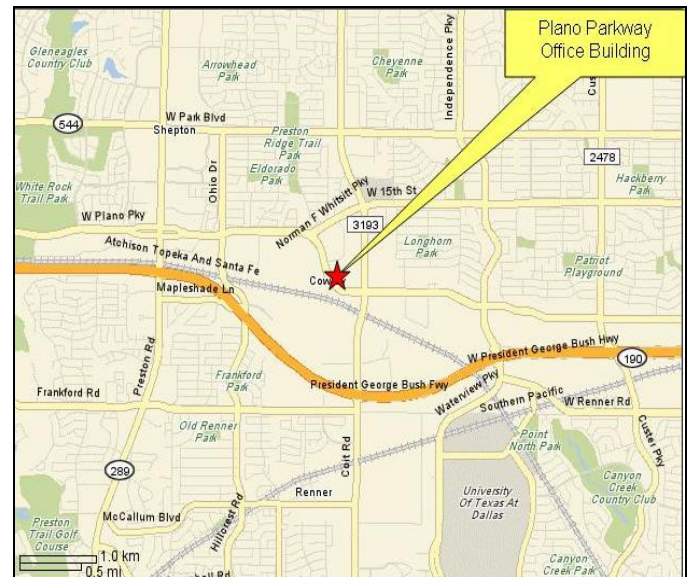 Plano Parkway
Office Building
Gleneagles
Country Club
Arrowhead
Park
Cheyenne
Park
Independence Pky
544
W Park Blvd
Shepton
Preston
Ridge Trail
Park
Ohio Dr
Eldorado
Park
2478
Hackberry
Park
White Rock
Trail Park
W 15th St
Norman F Whitsitt Pky
W Plano Pky
3193
Longhorn
Park
Atchison Topeka And Santa Fe
Patriot
Playground
Mapleshade Ln
W President George Bush Hwy
190
Preston Rd
Frankford
Park
President George Bush Fwy
Waterview Pky
Southern Pacific
W Renner Rd
Frankford Rd
Custer Pky
Old Renner
Park
Coit Rd
Point
North Park
289
Renner
University
Of Texas At
Dallas
Canyon
Creek Country Club
Hillcrest Rd
McCallum Blvd
Preston
Trail Golf
Course
1.0 km
0.5 mi
Canyon
Creek Park